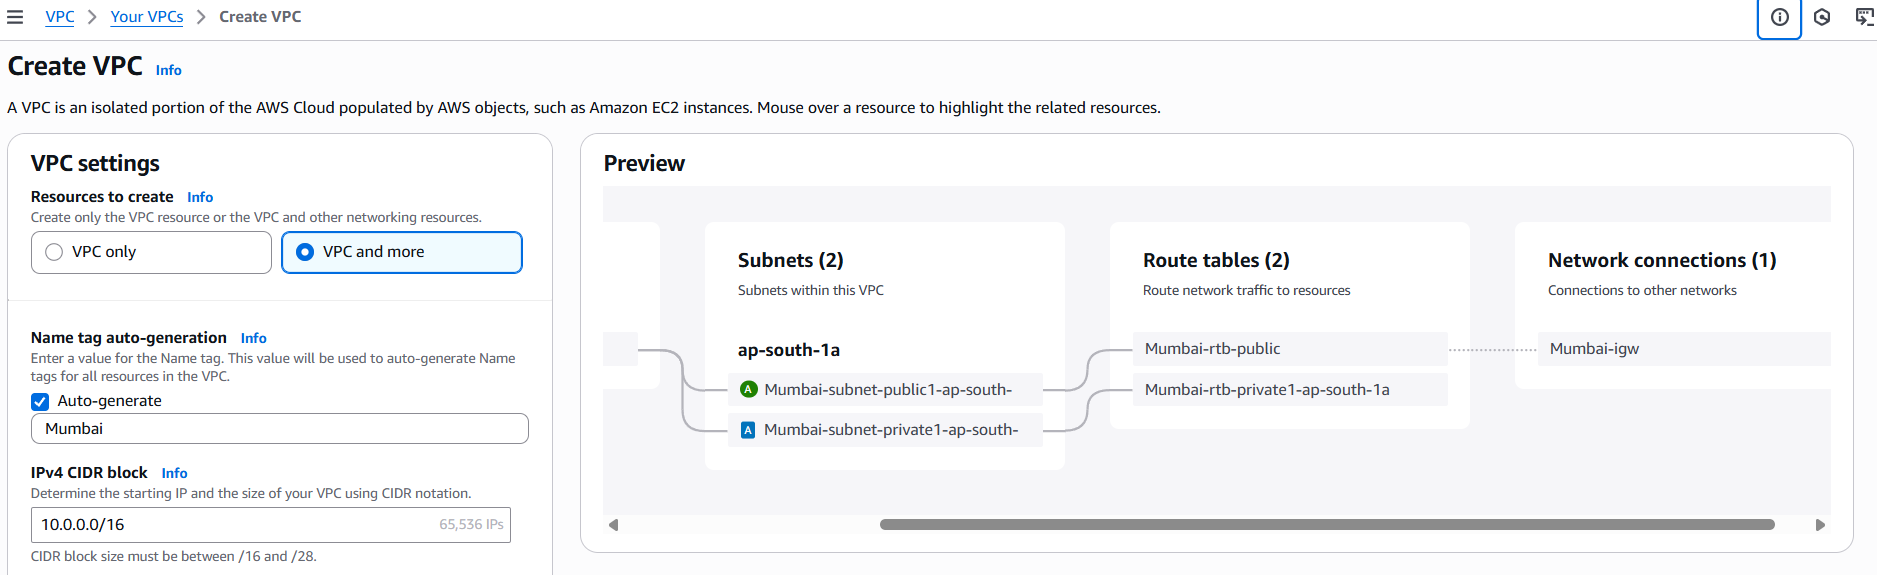 VPC > Your VPCs > Create VPC
Create VPC Info
A VPC is an isolated portion of the AWS Cloud populated by AWS objects, such as Amazon EC2 instances. Mouse over a resource to highlight the related resources.
VPC settings
Resources to create Info
Create only the VPC resource or the VPC and other networking resources.
VPC only
VPC and more
Name tag auto-generation Info
Enter a value for the Name tag. This value will be used to auto-generate Name
tags for all resources in the VPC.
Auto-generate
Mumbai
IPv4 CIDR block Info
Determine the starting IP and the size of your VPC using CIDR notation.
10.0.0.0/16 65,536 IPs
CIDR block size must be between /16 and /28.
Preview
Subnets (2)
Subnets within this VPC
ap-south-1a
A Mumbai-subnet-public1-ap-south-
A Mumbai-subnet-private1-ap-south-
Route tables (2)
Route network traffic to resources
Mumbai-rtb-public
Mumbai-rtb-private1-ap-south-1a
Network connections (1)
Connections to other networks
Mumbai-igw